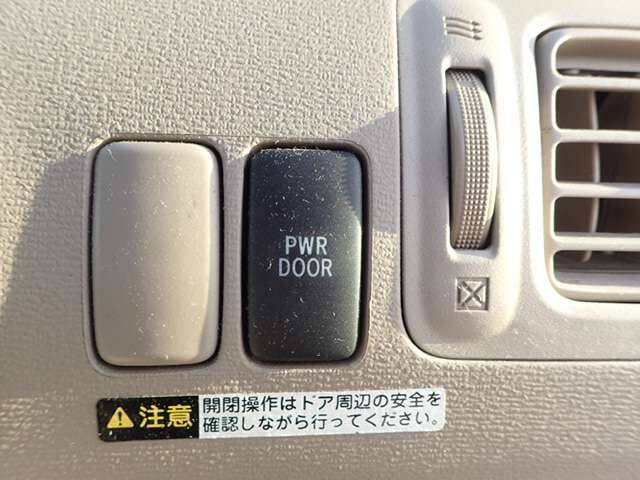 PWR
DOOR
注意
開閉操作はドア周辺の安全を
確認しながら行ってください。